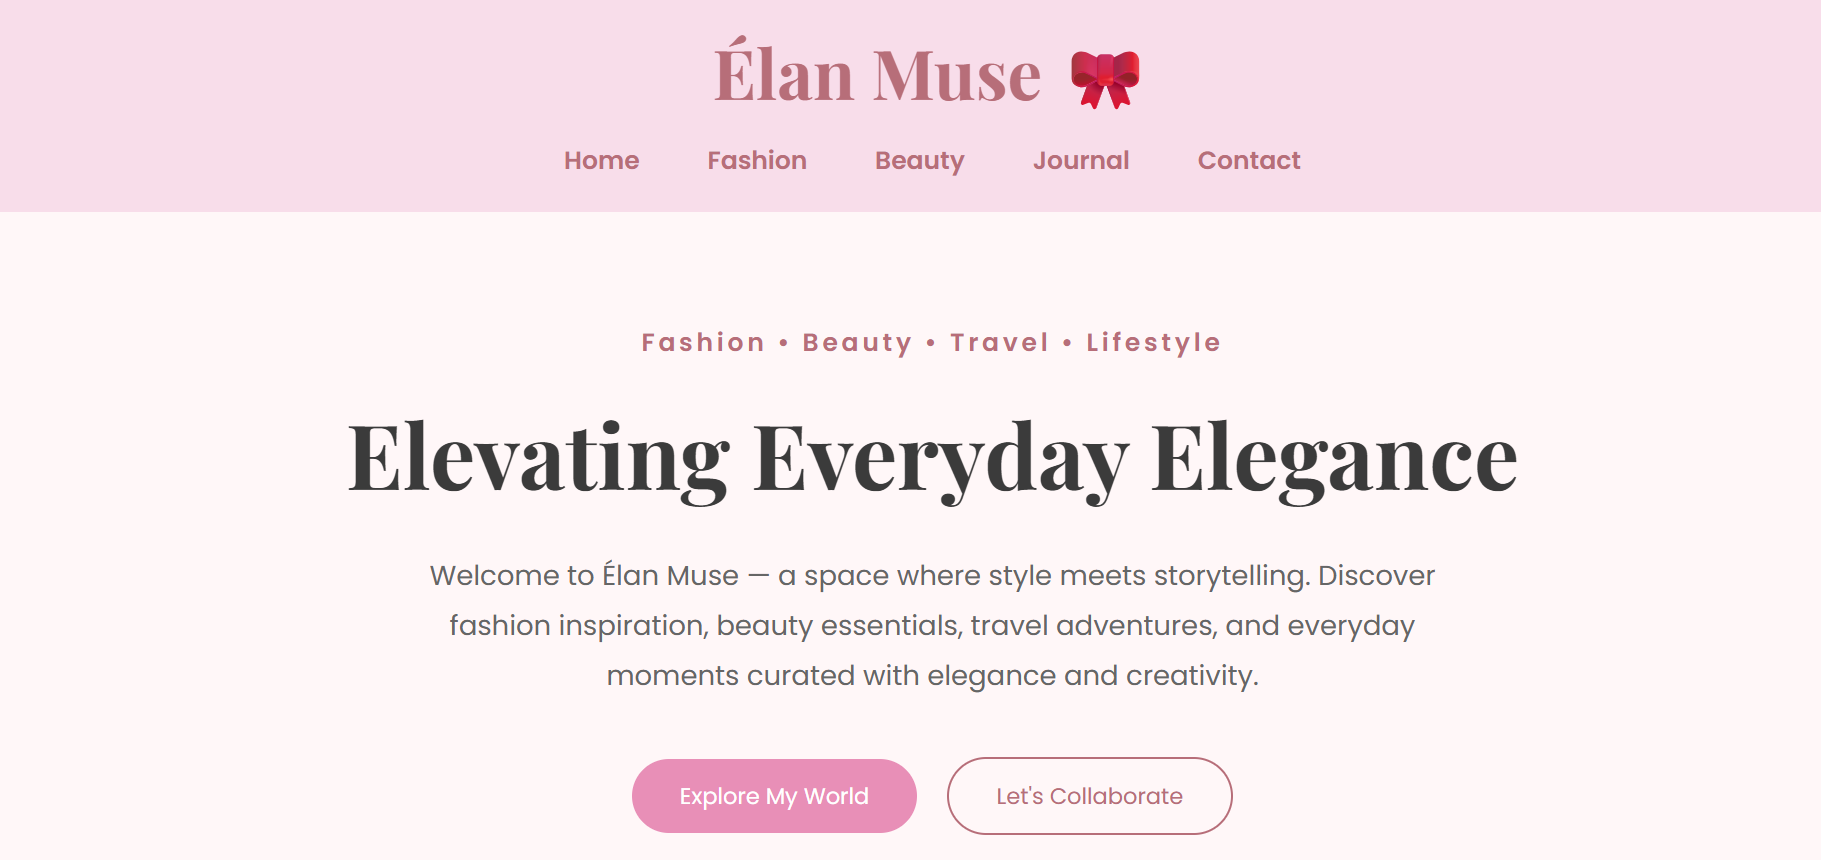 Élan Muse 🎀
Home Fashion Beauty Journal Contact
Fashion • Beauty • Travel • Lifestyle
Elevating Everyday Elegance
Welcome to Élan Muse — a space where style meets storytelling. Discover
fashion inspiration, beauty essentials, travel adventures, and everyday
moments curated with elegance and creativity.
Explore My World Let's Collaborate